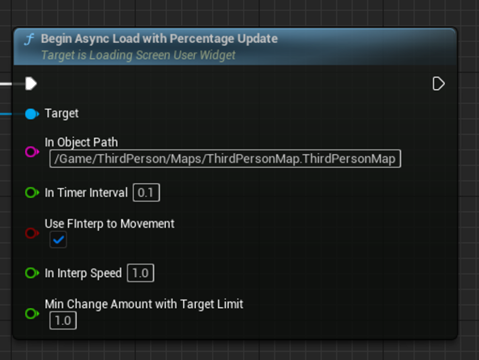 f Begin Async Load with Percentage Update
Target is Loading Screen User Widget
Target
In Object Path
/Game/ThirdPerson/Maps/ThirdPersonMap.ThirdPersonMap
In Timer Interval 0.1
Use FInterp to Movement
In Interp Speed 1.0
Min Change Amount with Target Limit
1.0